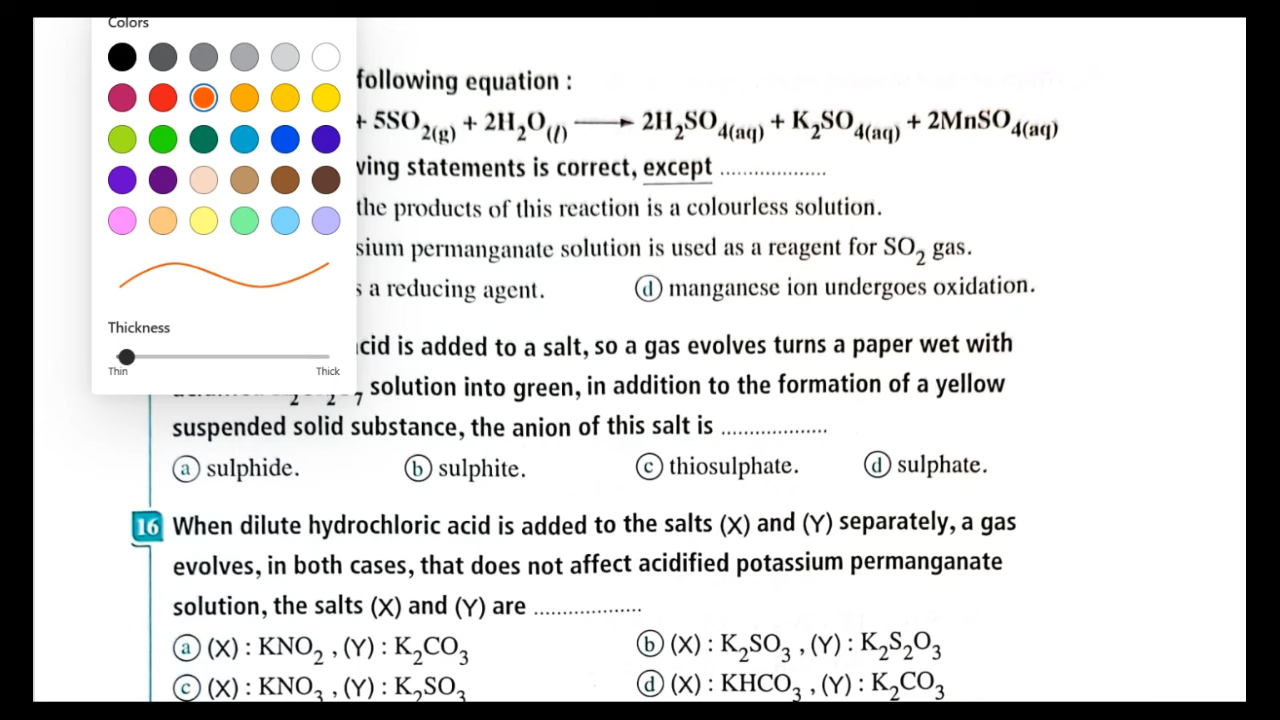 Colors
following equation :
+ 5SO2(g) + 2H2O(l) ⟶ 2H2SO4(aq) + K2SO4(aq) + 2MnSO4(aq)
ving statements is correct, except ...................
the products of this reaction is a colourless solution.
sium permanganate solution is used as a reagent for SO2 gas.
s a reducing agent. ⓓ manganese ion undergoes oxidation.
Thickness
Thin Thick
cid is added to a salt, so a gas evolves turns a paper wet with
2 2 7 solution into green, in addition to the formation of a yellow
suspended solid substance, the anion of this salt is ...................
ⓐ sulphide. ⓑ sulphite. ⓒ thiosulphate. ⓓ sulphate.
16 When dilute hydrochloric acid is added to the salts (X) and (Y) separately, a gas
evolves, in both cases, that does not affect acidified potassium permanganate
solution, the salts (X) and (Y) are ...................
ⓐ (X) : KNO2 , (Y) : K2CO3 ⓑ (X) : K2SO3 , (Y) : K2S2O3
ⓒ (X) : KNO3 , (Y) : K2SO3 ⓓ (X) : KHCO3 , (Y) : K2CO3